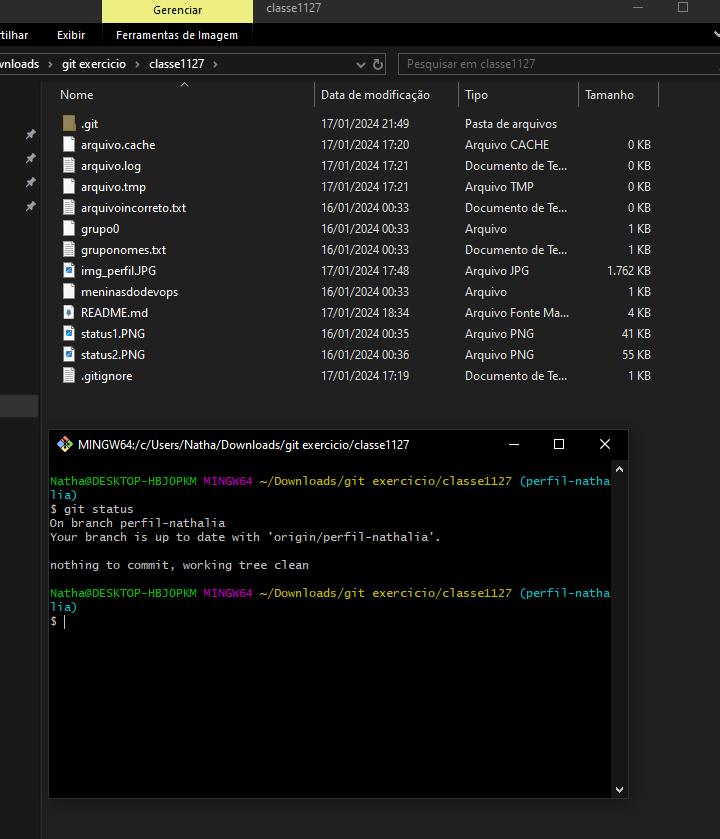 Gerenciar classe1127
rtilhar Exibir Ferramentas de Imagem
wnloads › git exercicio › classe1127 › Pesquisar em classe1127
Nome Data de modificação Tipo Tamanho
.git 17/01/2024 21:49 Pasta de arquivos
arquivo.cache 17/01/2024 17:20 Arquivo CACHE 0 KB
arquivo.log 17/01/2024 17:21 Documento de Te... 0 KB
arquivo.tmp 17/01/2024 17:21 Arquivo TMP 0 KB
arquivoincorreto.txt 16/01/2024 00:33 Documento de Te... 0 KB
grupo0 16/01/2024 00:33 Arquivo 1 KB
gruponomes.txt 16/01/2024 00:33 Documento de Te... 1 KB
img_perfil.JPG 17/01/2024 17:48 Arquivo JPG 1.762 KB
meninasdodevops 16/01/2024 00:33 Arquivo 1 KB
README.md 17/01/2024 18:34 Arquivo Fonte Ma... 4 KB
status1.PNG 16/01/2024 00:35 Arquivo PNG 41 KB
status2.PNG 16/01/2024 00:36 Arquivo PNG 55 KB
.gitignore 17/01/2024 17:19 Documento de Te... 1 KB
MINGW64:/c/Users/Natha/Downloads/git exercicio/classe1127
Natha@DESKTOP-HBJOPKM MINGW64 ~/Downloads/git exercicio/classe1127 (perfil-natha
lia)
$ git status
On branch perfil-nathalia
Your branch is up to date with 'origin/perfil-nathalia'.
nothing to commit, working tree clean
Natha@DESKTOP-HBJOPKM MINGW64 ~/Downloads/git exercicio/classe1127 (perfil-natha
lia)
$